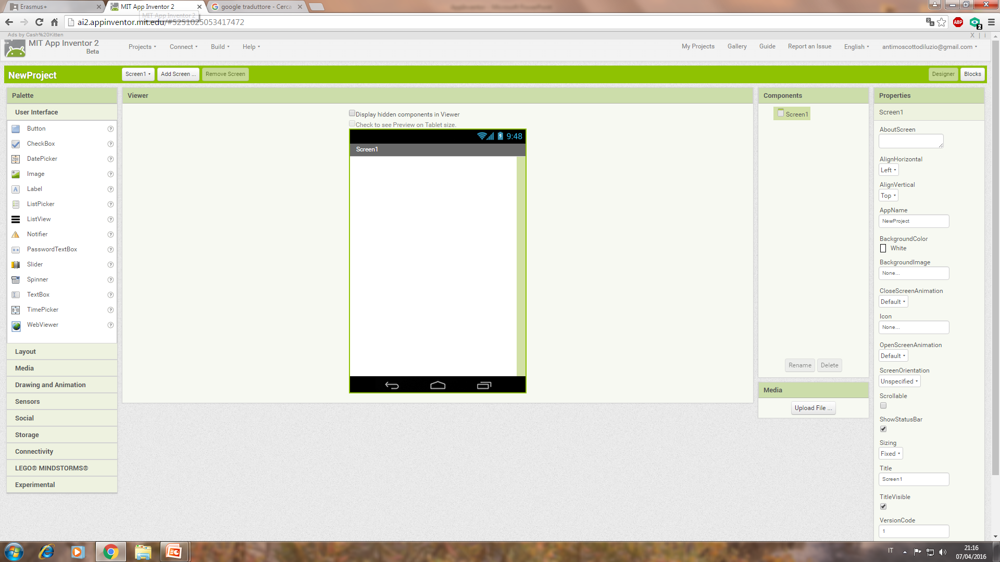 Erasmus+
MIT App Inventor 2
google traduttore - Cerca
MIT App Inventor 2
ai2.appinventor.mit.edu/#5251025053417472
ABP
2
Ads by Cash%20Kitten
X | i
MIT App Inventor 2
Beta
Projects
Connect
Build
Help
My Projects
Gallery
Guide
Report an Issue
English
antimoscottodiluzio@gmail.com
NewProject
Screen1
Add Screen ...
Remove Screen
Designer
Blocks
Palette
User Interface
Button
CheckBox
DatePicker
Image
Label
ListPicker
ListView
Notifier
PasswordTextBox
Slider
Spinner
TextBox
TimePicker
WebViewer
Layout
Media
Drawing and Animation
Sensors
Social
Storage
Connectivity
LEGO® MINDSTORMS®
Experimental
Viewer
Display hidden components in Viewer
Check to see Preview on Tablet size.
9:48
Screen1
Components
Screen1
Rename
Delete
Media
Upload File ...
Properties
Screen1
AboutScreen
AlignHorizontal
Left
AlignVertical
Top
AppName
NewProject
BackgroundColor
White
BackgroundImage
None...
CloseScreenAnimation
Default
Icon
None...
OpenScreenAnimation
Default
ScreenOrientation
Unspecified
Scrollable
ShowStatusBar
Sizing
Fixed
Title
Screen1
TitleVisible
VersionCode
1
IT
21:16
07/04/2016